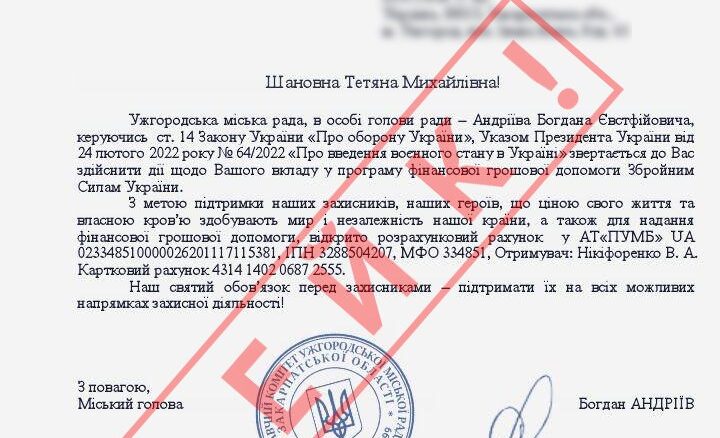 Шановна Тетяна Михайлівна!
Ужгородська міська рада, в особі голови ради – Андріїва Богдана Євстфійовича,
керуючись ст. 14 Закону України «Про оборону України», Указом Президента України від
24 лютого 2022 року № 64/2022 «Про введення воєнного стану в Україні» звертається до Вас
здійснити дії щодо Вашого вкладу у програму фінансової грошової допомоги Збройним
Силам України.
З метою підтримки наших захисників, наших героїв, що ціною свого життя та
власною кров'ю здобувають мир і незалежність нашої країни, а також для надання
фінансової грошової допомоги, відкрито розрахунковий рахунок у АТ«ПУМБ» UA
023348510000026201117115381, ІПН 3288504207, МФО 334851, Отримувач: Нікіфоренко В. А.
Картковий рахунок 4314 1402 0687 2555.
Наш святий обов'язок перед захисниками – підтримати їх на всіх можливих
напрямках захисної діяльності!
ФЕЙК!
КОМІТЕТ УЖГОРОДСЬКОЇ МІСЬКОЇ РАДИ
ЗАКАРПАТСЬКОЇ ОБЛАСТІ *
З повагою,
Міський голова
Богдан АНДРІЇВ